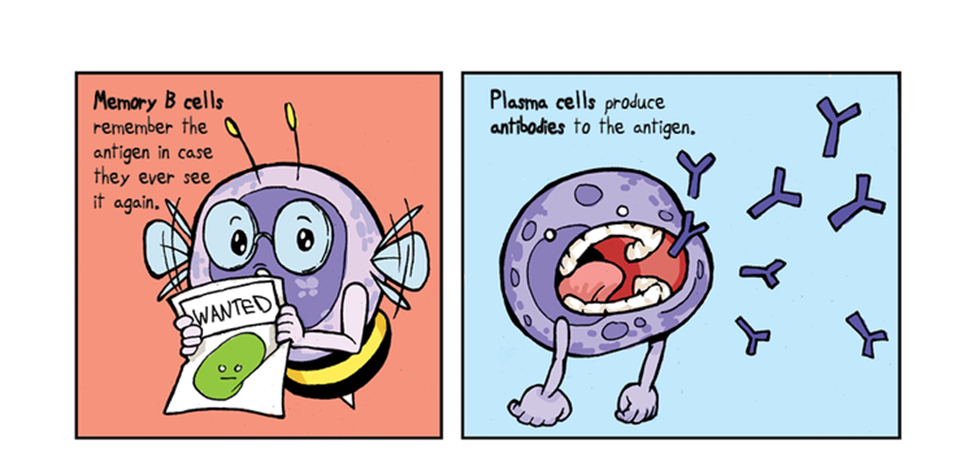 Memory B cells
remember the
antigen in case
they ever see
it again.
WANTED
Plasma cells produce
antibodies to the antigen.